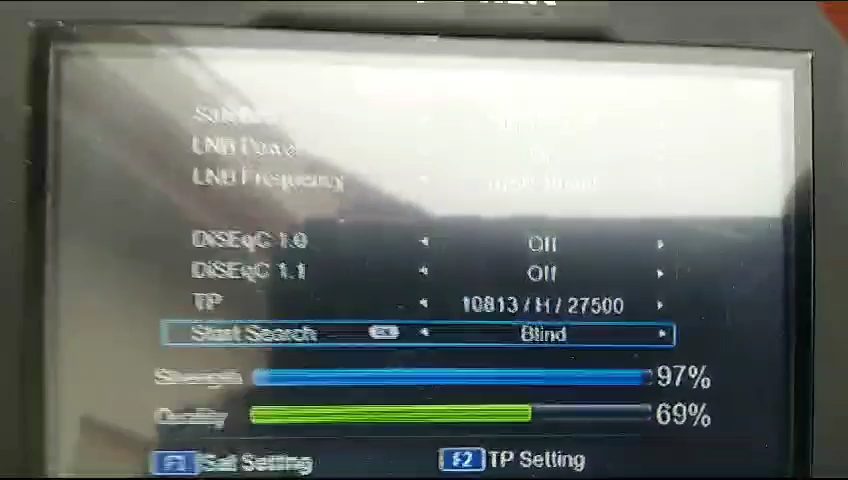 LNB Power
LNB Frequency
DiSEqC 1.0 Off
DiSEqC 1.1 Off
TP 10813 / H / 27500
Start Search OK Blind
Strength 97%
Quality 69%
F1 Sat Setting F2 TP Setting